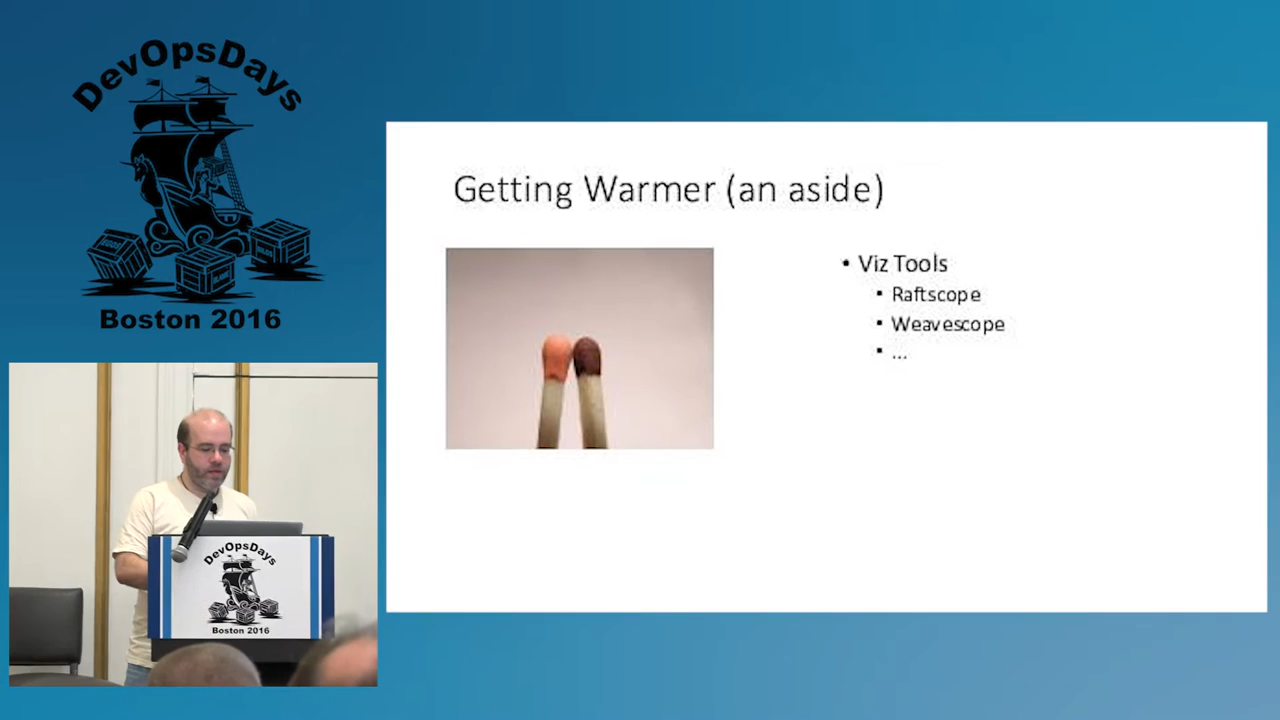 DevOpsDays
Boston 2016
Getting Warmer (an aside)
• Viz Tools
▪ Raftscope
▪ Weavescope
▪ ...
DevOpsDays
Boston 2016